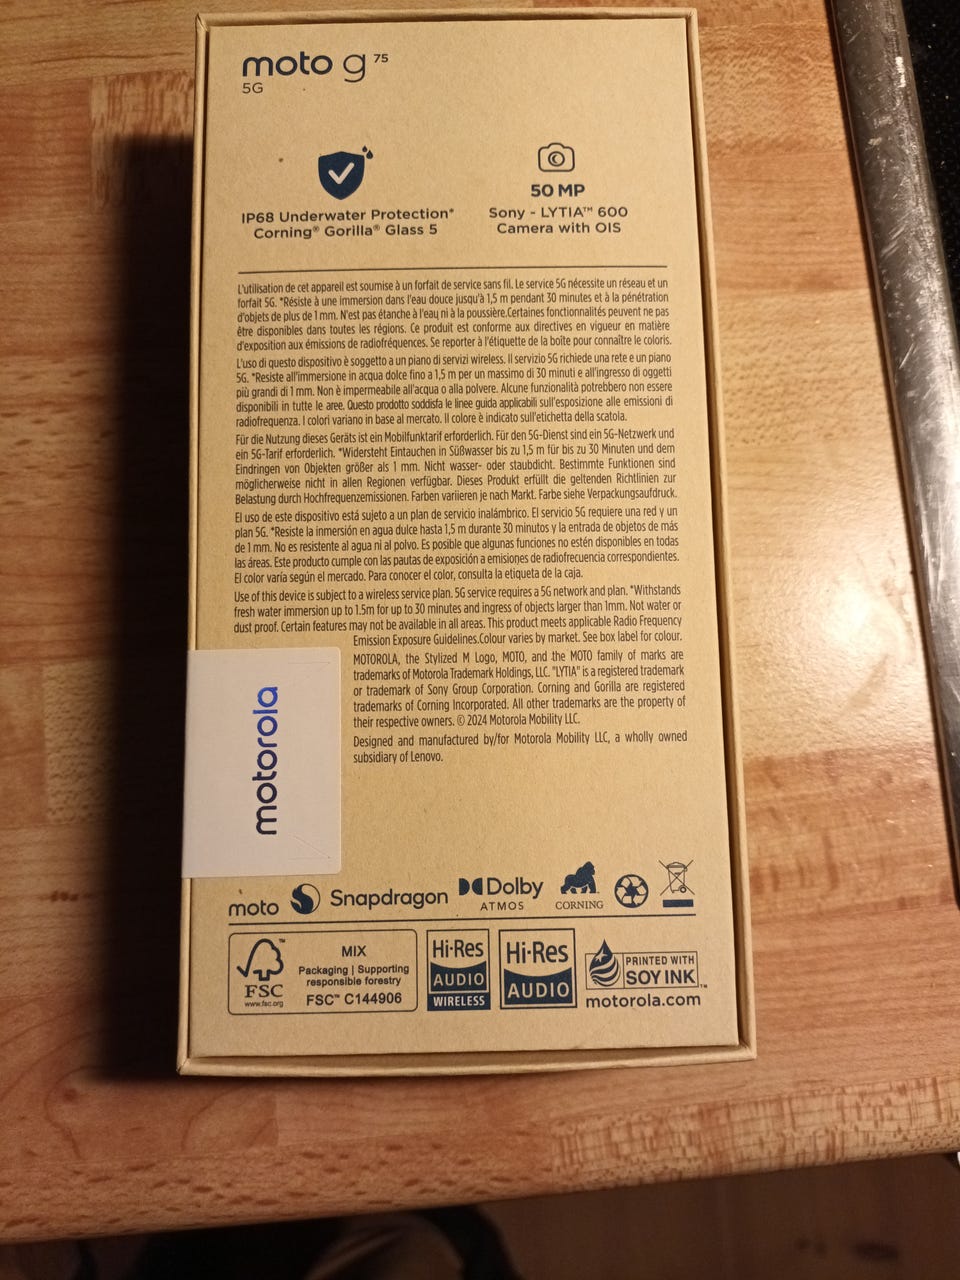 moto g 75
5G
IP68 Underwater Protection*
Corning® Gorilla® Glass 5
50 MP
Sony - LYTIA™ 600
Camera with OIS
L'utilisation de cet appareil est soumise à un forfait de service sans fil. Le service 5G nécessite un réseau et un
forfait 5G. *Résiste à une immersion dans l'eau douce jusqu'à 1,5 m pendant 30 minutes et à la pénétration
d'objets de plus de 1 mm. N'est pas étanche à l'eau ni à la poussière.Certaines fonctionnalités peuvent ne pas
être disponibles dans toutes les régions. Ce produit est conforme aux directives en vigueur en matière
d'exposition aux émissions de radiofréquences. Se reporter à l'étiquette de la boîte pour connaître le coloris.
L'uso di questo dispositivo è soggetto a un piano di servizi wireless. Il servizio 5G richiede una rete e un piano
5G. *Resiste all'immersione in acqua dolce fino a 1,5 m per un massimo di 30 minuti e all'ingresso di oggetti
più grandi di 1 mm. Non è impermeabile all'acqua o alla polvere. Alcune funzionalità potrebbero non essere
disponibili in tutte le aree. Questo prodotto soddisfa le linee guida applicabili sull'esposizione alle emissioni di
radiofrequenza. I colori variano in base al mercato. Il colore è indicato sull'etichetta della scatola.
Für die Nutzung dieses Geräts ist ein Mobilfunktarif erforderlich. Für den 5G-Dienst sind ein 5G-Netzwerk und
ein 5G-Tarif erforderlich. *Widersteht Eintauchen in Süßwasser bis zu 1,5 m für bis zu 30 Minuten und dem
Eindringen von Objekten größer als 1 mm. Nicht wasser- oder staubdicht. Bestimmte Funktionen sind
möglicherweise nicht in allen Regionen verfügbar. Dieses Produkt erfüllt die geltenden Richtlinien zur
Belastung durch Hochfrequenzemissionen. Farben variieren je nach Markt. Farbe siehe Verpackungsaufdruck.
El uso de este dispositivo está sujeto a un plan de servicio inalámbrico. El servicio 5G requiere una red y un
plan 5G. *Resiste la inmersión en agua dulce hasta 1,5 m durante 30 minutos y la entrada de objetos de más
de 1 mm. No es resistente al agua ni al polvo. Es posible que algunas funciones no estén disponibles en todas
las áreas. Este producto cumple con las pautas de exposición a emisiones de radiofrecuencia correspondientes.
El color varía según el mercado. Para conocer el color, consulta la etiqueta de la caja.
Use of this device is subject to a wireless service plan. 5G service requires a 5G network and plan. *Withstands
fresh water immersion up to 1.5m for up to 30 minutes and ingress of objects larger than 1mm. Not water or
dust proof. Certain features may not be available in all areas. This product meets applicable Radio Frequency
Emission Exposure Guidelines.Colour varies by market. See box label for colour.
MOTOROLA, the Stylized M Logo, MOTO, and the MOTO family of marks are
trademarks of Motorola Trademark Holdings, LLC. "LYTIA" is a registered trademark
or trademark of Sony Group Corporation. Corning and Gorilla are registered
trademarks of Corning Incorporated. All other trademarks are the property of
their respective owners. © 2024 Motorola Mobility LLC.
Designed and manufactured by/for Motorola Mobility LLC, a wholly owned
subsidiary of Lenovo.
motorola
moto
Snapdragon
Dolby
ATMOS
CORNING
FSC™
www.fsc.org
MIX
Packaging | Supporting
responsible forestry
FSC™ C144906
Hi-Res
AUDIO
WIRELESS
Hi-Res
AUDIO
PRINTED WITH
SOY INK™
motorola.com